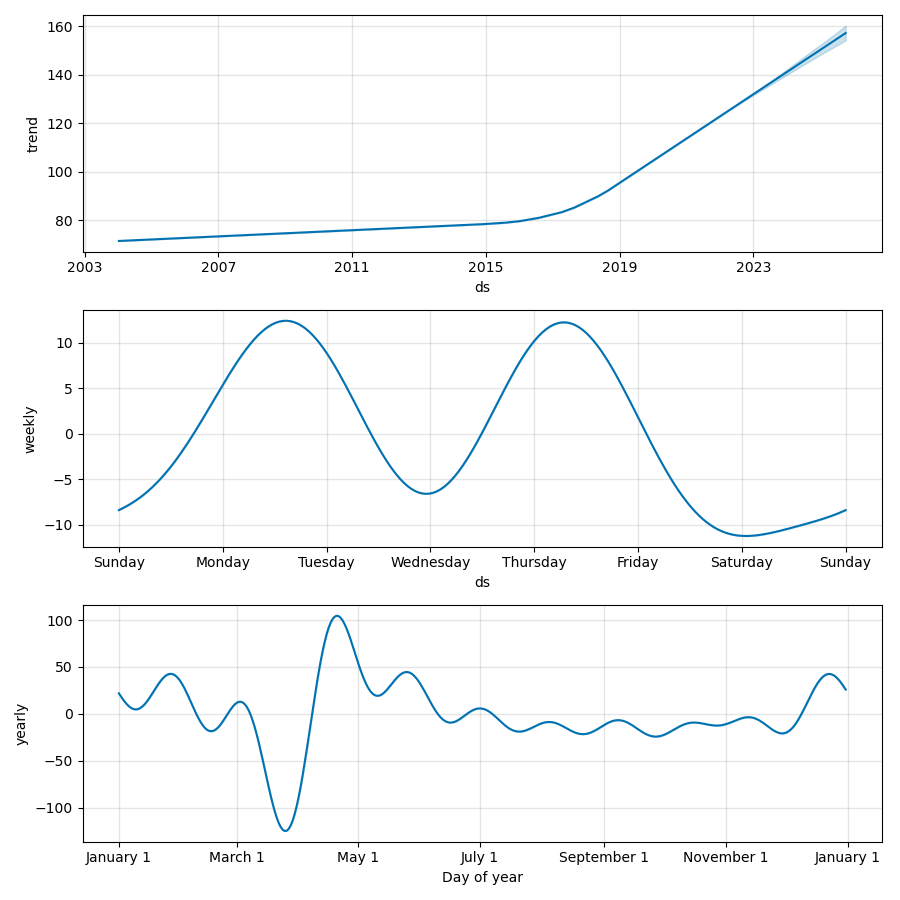 160
140
120
100
80
trend
2003 2007 2011 2015 2019 2023
ds
10
5
0
−5
−10
weekly
Sunday Monday Tuesday Wednesday Thursday Friday Saturday Sunday
ds
100
50
0
−50
−100
yearly
January 1 March 1 May 1 July 1 September 1 November 1 January 1
Day of year